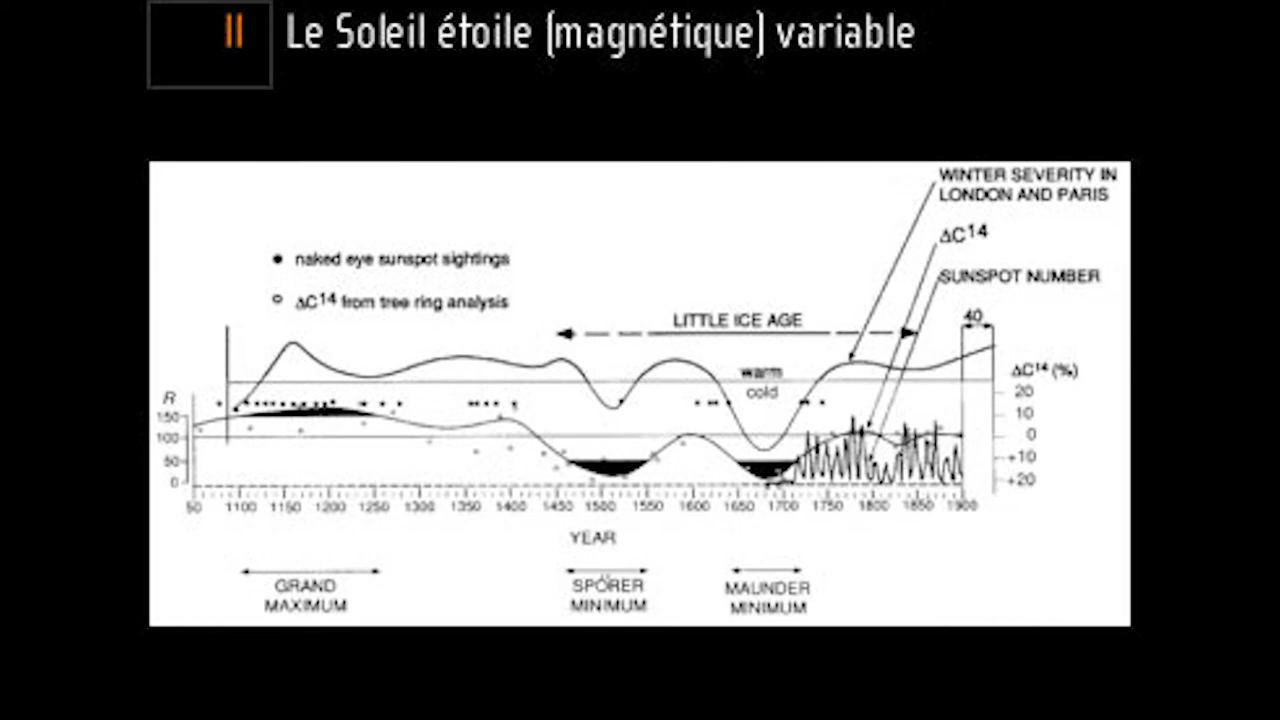 II Le Soleil étoile (magnétique) variable
WINTER SEVERITY IN
LONDON AND PARIS
ΔC14
SUNSPOT NUMBER
● naked eye sunspot sightings
○ ΔC14 from tree ring analysis
LITTLE ICE AGE
40
warm
cold
ΔC14 (%)
20
10
0
+10
+20
R
150
100
50
0
50 1100 1150 1200 1250 1300 1350 1400 1450 1500 1550 1600 1650 1700 1750 1800 1850 1900
YEAR
GRAND
MAXIMUM
SPÖRER
MINIMUM
MAUNDER
MINIMUM